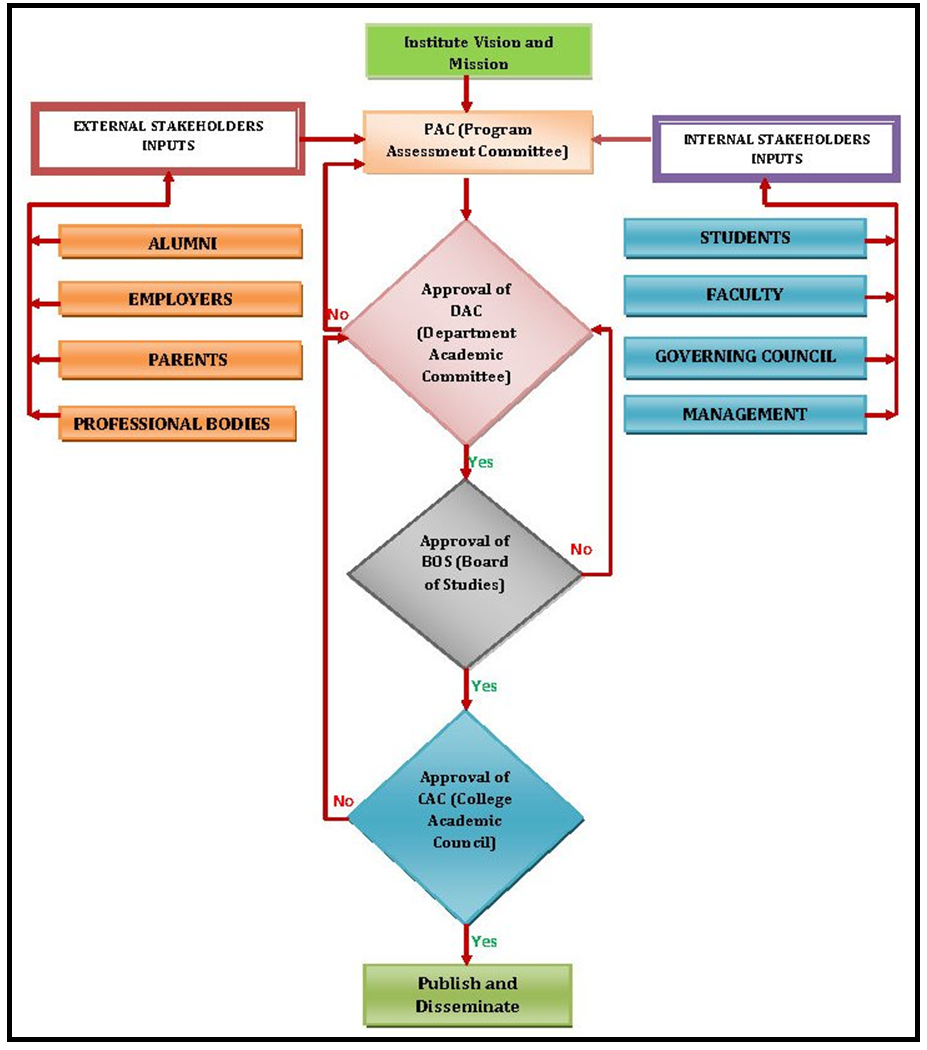 Institute Vision and
Mission
EXTERNAL STAKEHOLDERS
INPUTS
PAC (Program
Assessment Committee)
INTERNAL STAKEHOLDERS
INPUTS
ALUMNI
EMPLOYERS
PARENTS
PROFESSIONAL BODIES
STUDENTS
FACULTY
GOVERNING COUNCIL
MANAGEMENT
No
Approval of
DAC
(Department
Academic
Committee)
Yes
Approval of
BOS (Board
of Studies)
No
Yes
Approval of
CAC (College
Academic
Council)
No
Yes
Publish and
Disseminate